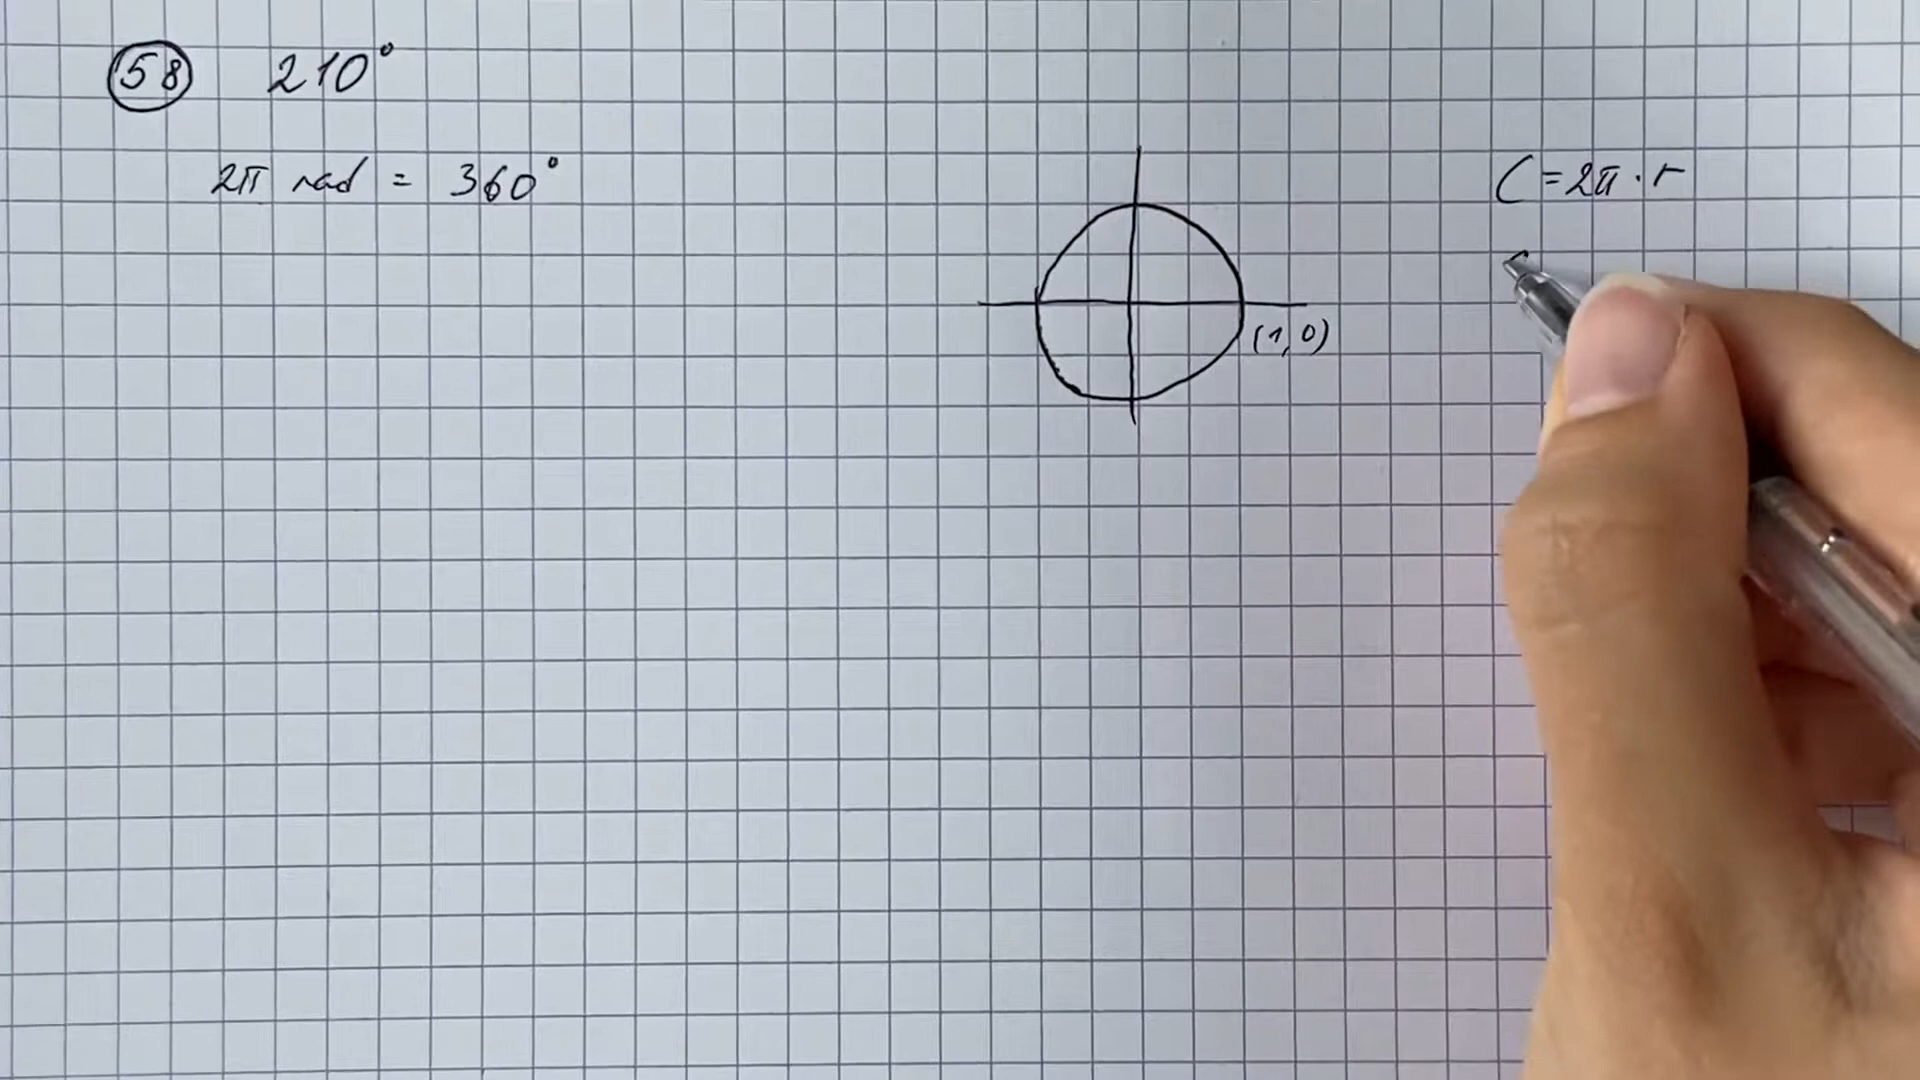 58 210°
2π rad = 360°
C = 2π · r
(1, 0)